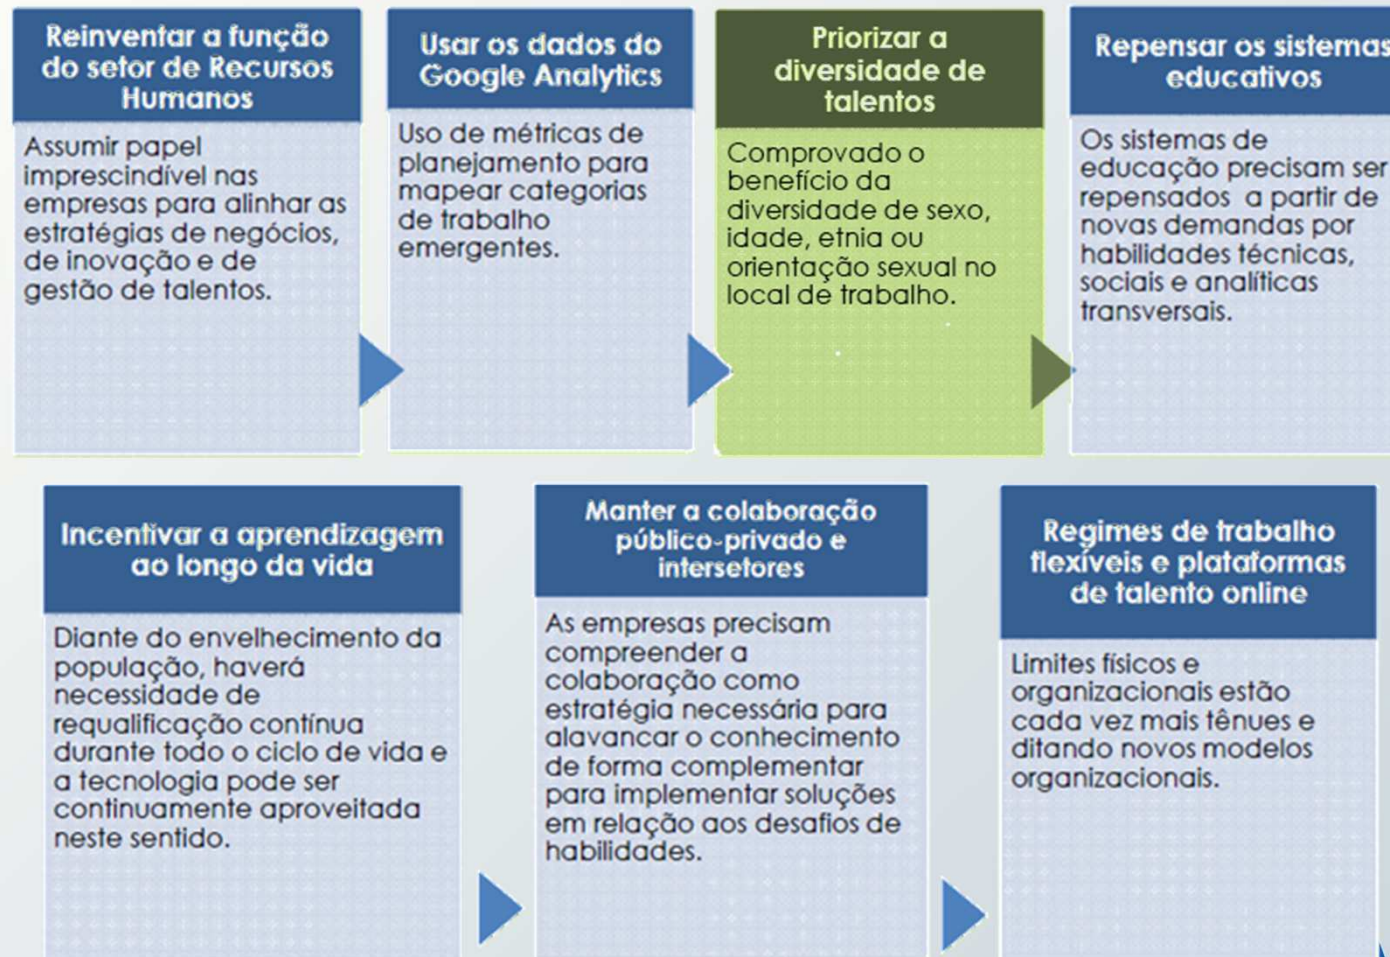 Reinventar a função
do setor de Recursos
Humanos
Assumir papel
imprescindível nas
empresas para alinhar as
estratégias de negócios,
de inovação e de
gestão de talentos.
Usar os dados do
Google Analytics
Uso de métricas de
planejamento para
mapear categorias
de trabalho
emergentes.
Priorizar a
diversidade de
talentos
Comprovado o
benefício da
diversidade de sexo,
idade, etnia ou
orientação sexual no
local de trabalho.
Repensar os sistemas
educativos
Os sistemas de
educação precisam ser
repensados a partir de
novas demandas por
habilidades técnicas,
sociais e analíticas
transversais.
Incentivar a aprendizagem
ao longo da vida
Diante do envelhecimento da
população, haverá
necessidade de
requalificação contínua
durante todo o ciclo de vida e
a tecnologia pode ser
continuamente aproveitada
neste sentido.
Manter a colaboração
público-privado e
intersetores
As empresas precisam
compreender a
colaboração como
estratégia necessária para
alavancar o conhecimento
de forma complementar
para implementar soluções
em relação aos desafios de
habilidades.
Regimes de trabalho
flexíveis e plataformas
de talento online
Limites físicos e
organizacionais estão
cada vez mais tênues e
ditando novos modelos
organizacionais.